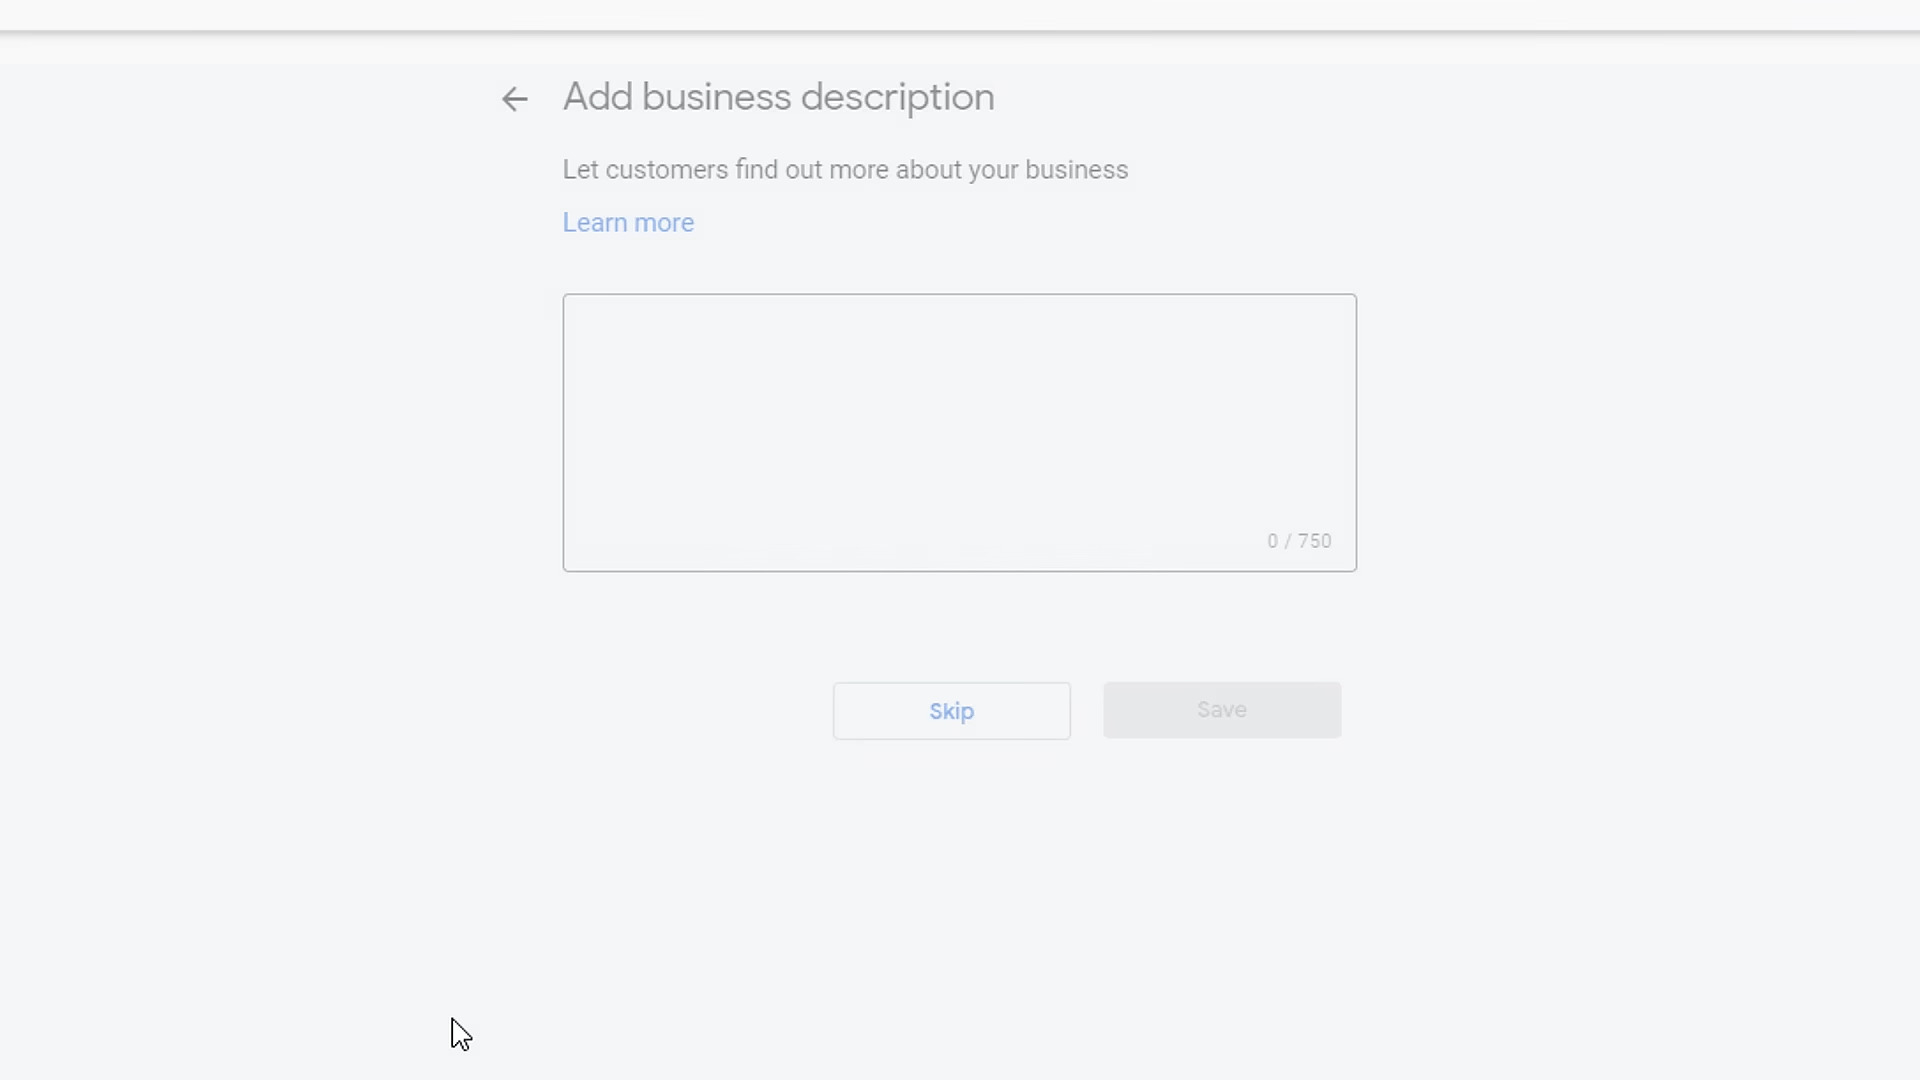 Add business description
Let customers find out more about your business
Learn more
0 / 750
Skip
Save